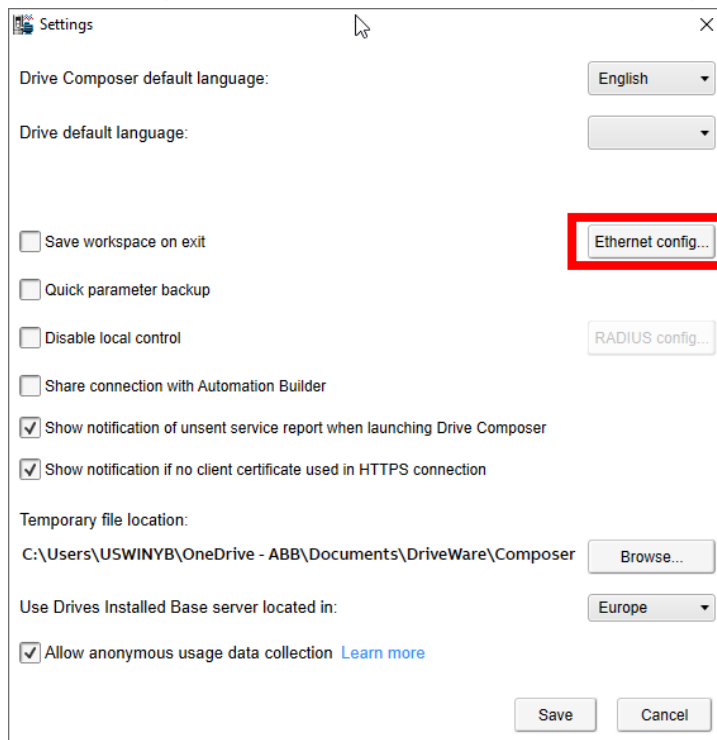 Settings
Drive Composer default language:
English
Drive default language:
Save workspace on exit
Ethernet config...
Quick parameter backup
Disable local control
RADIUS config...
Share connection with Automation Builder
Show notification of unsent service report when launching Drive Composer
Show notification if no client certificate used in HTTPS connection
Temporary file location:
C:\Users\USWINYB\OneDrive - ABB\Documents\DriveWare\Composer
Browse...
Use Drives Installed Base server located in:
Europe
Allow anonymous usage data collection Learn more
Save
Cancel